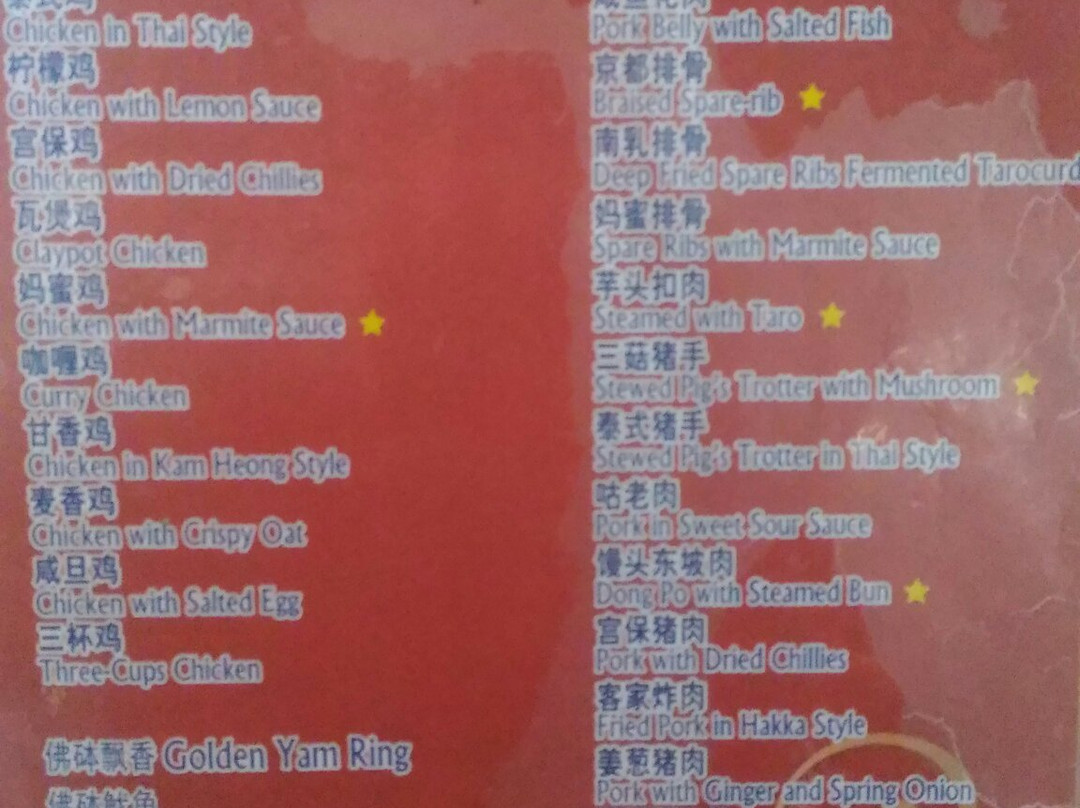 Chicken in Thai Style
柠檬鸡
Chicken with Lemon Sauce
宫保鸡
Chicken with Dried Chillies
瓦煲鸡
Claypot Chicken
妈蜜鸡
Chicken with Marmite Sauce
咖喱鸡
Curry Chicken
甘香鸡
Chicken in Kam Heong Style
麦香鸡
Chicken with Crispy Oat
咸旦鸡
Chicken with Salted Egg
三杯鸡
Three-Cups Chicken
佛砵飘香 Golden Yam Ring
佛砵鱿鱼
Pork Belly with Salted Fish
京都排骨
Braised Spare-rib
南乳排骨
Deep Fried Spare Ribs Fermented Tarocurd
妈蜜排骨
Spare Ribs with Marmite Sauce
芋头扣肉
Steamed with Taro
三菇猪手
Stewed Pig's Trotter with Mushroom
泰式猪手
Stewed Pig's Trotter in Thai Style
咕老肉
Pork in Sweet Sour Sauce
馒头东坡肉
Dong Po with Steamed Bun
宫保猪肉
Pork with Dried Chillies
客家炸肉
Fried Pork in Hakka Style
姜葱猪肉
Pork with Ginger and Spring Onion